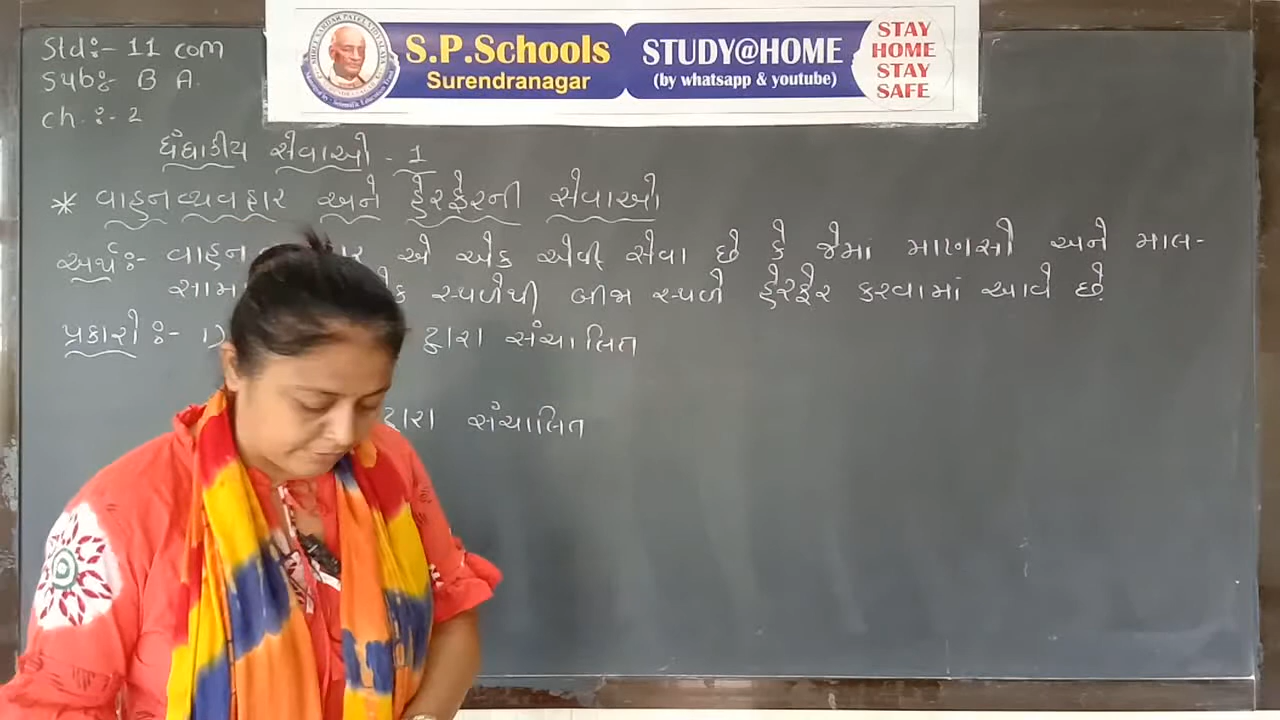 S.P.Schools
Surendranagar
STUDY@HOME
(by whatsapp & youtube)
STAY
HOME
STAY
SAFE
Std:- 11 com
Sub:- B A.
Ch.:- 2
ધંધાકીય સેવાઓ - 1
* વાહનવ્યવહાર અને હેરફેરની સેવાઓ
અર્થ:- વાહન એ એક એવી સેવા છે કે જેમાં માણસો અને માલ-
સ્થળેથી બીજા સ્થળે હેરફેર કરવામાં આવે છે.
પ્રકારો:- 1) દ્વારા સંચાલિત
દ્વારા સંચાલિત